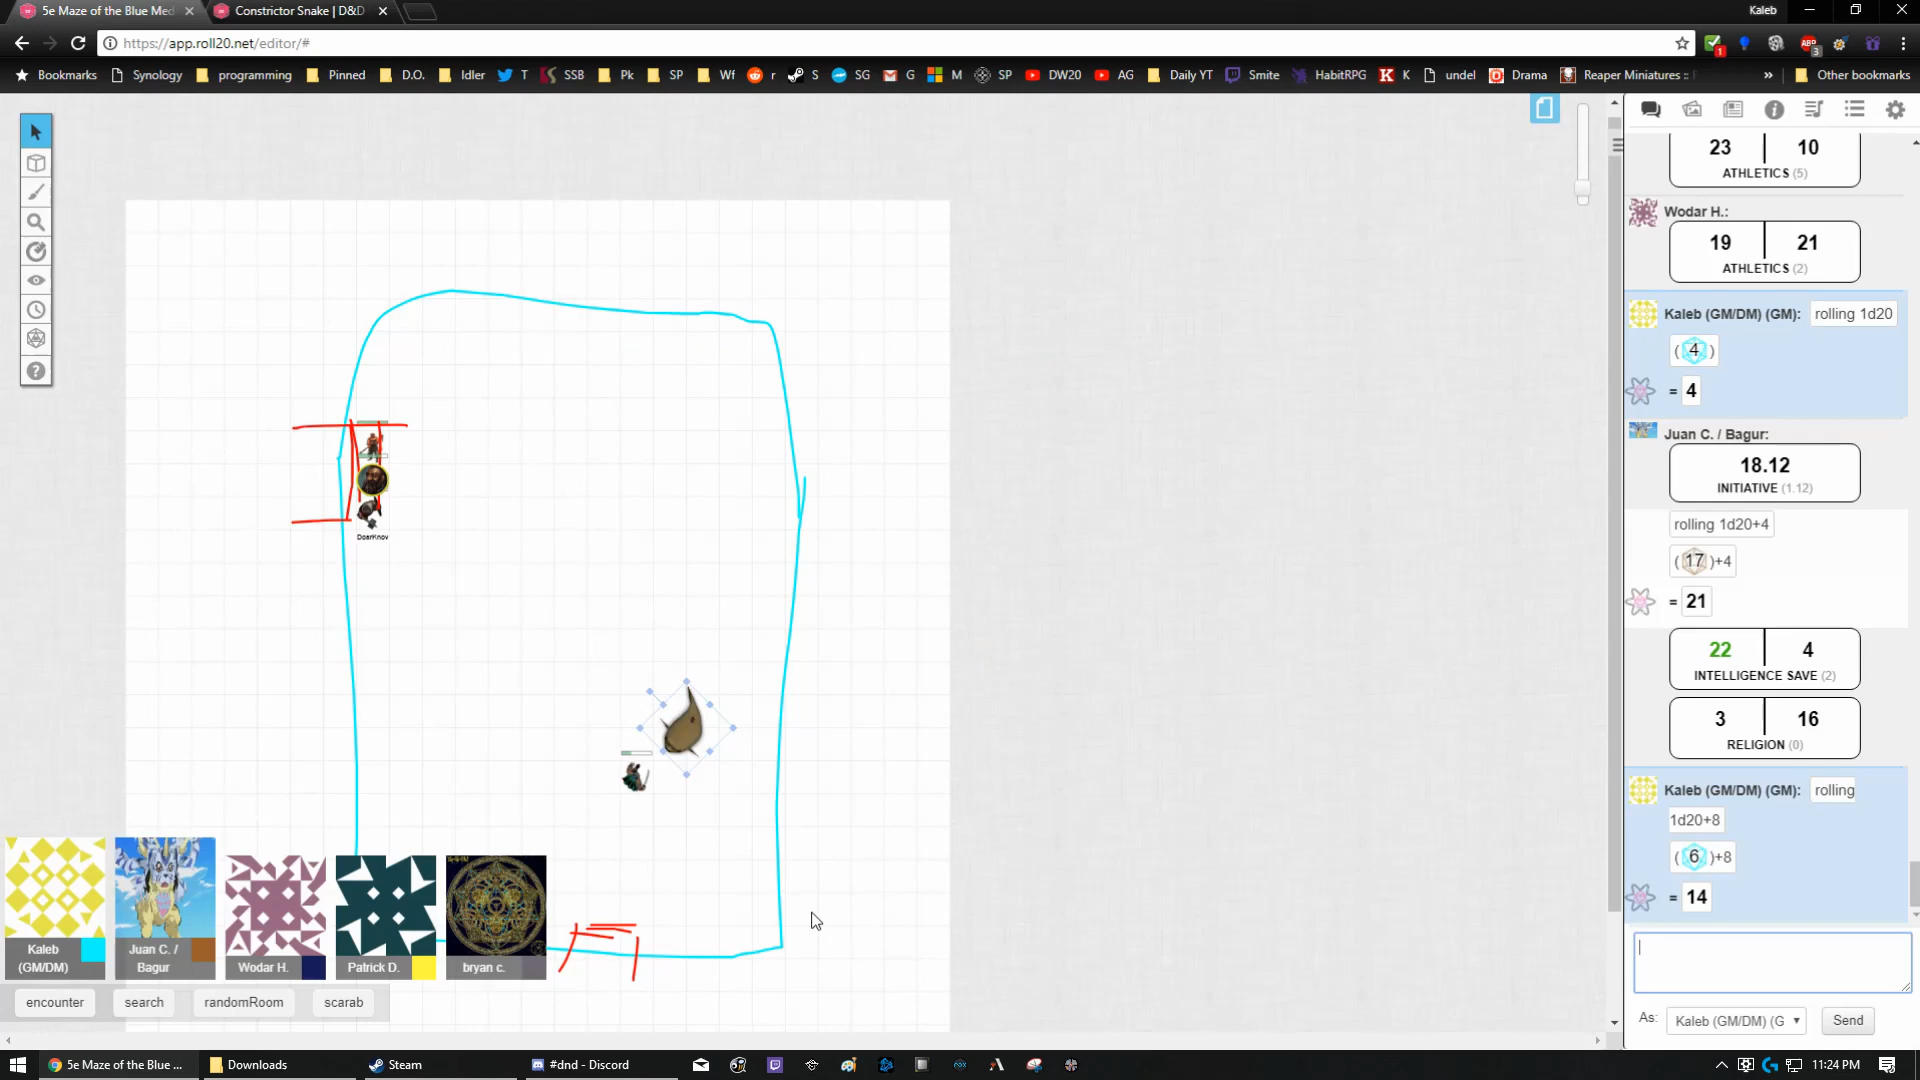 5e Maze of the Blue Med
Constrictor Snake | D&D
Kaleb
https://app.roll20.net/editor/#
Bookmarks
Synology
programming
Pinned
D.O.
Idler
T
SSB
Pk
SP
Wf
r
S
SG
G
M
SP
DW20
AG
Daily YT
Smite
HabitRPG
K
undel
Drama
Reaper Miniatures ::
»
Other bookmarks
23 10
ATHLETICS (5)
Wodar H.:
19 21
ATHLETICS (2)
Kaleb (GM/DM) (GM): rolling 1d20
(4)
= 4
Juan C. / Bagur:
18.12
INITIATIVE (1.12)
rolling 1d20+4
(17)+4
= 21
22 4
INTELLIGENCE SAVE (2)
3 16
RELIGION (0)
Kaleb (GM/DM) (GM): rolling
1d20+8
(6)+8
= 14
DoarKnov
Kaleb
(GM/DM)
Juan C. /
Bagur
Wodar H.
Patrick D.
bryan c.
encounter
search
randomRoom
scarab
As: Kaleb (GM/DM) (G
Send
5e Maze of the Blue ...
Downloads
Steam
#dnd - Discord
11:24 PM